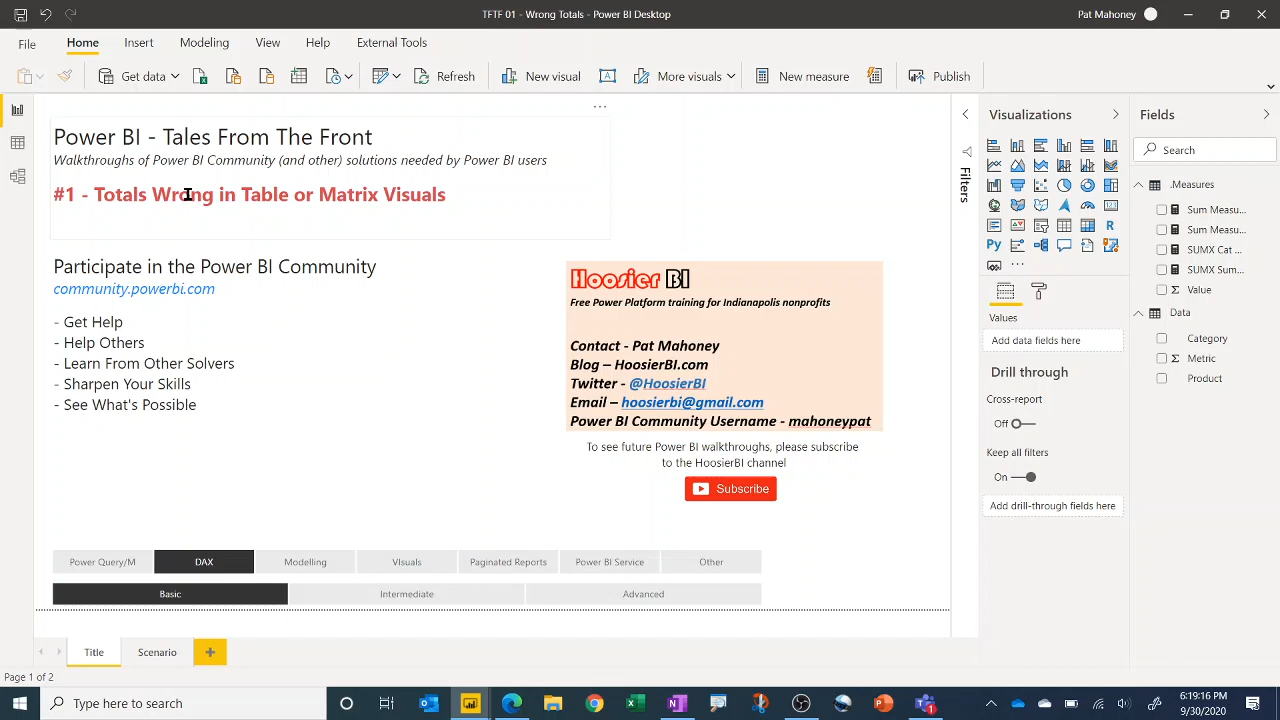 TFTF 01 - Wrong Totals - Power BI Desktop
Pat Mahoney
File
Home
Insert
Modeling
View
Help
External Tools
Get data
Refresh
New visual
More visuals
New measure
Publish
Power BI - Tales From The Front
Walkthroughs of Power BI Community (and other) solutions needed by Power BI users
#1 - Totals Wrong in Table or Matrix Visuals
Participate in the Power BI Community
community.powerbi.com
- Get Help
- Help Others
- Learn From Other Solvers
- Sharpen Your Skills
- See What's Possible
Hoosier BI
Free Power Platform training for Indianapolis nonprofits
Contact - Pat Mahoney
Blog – HoosierBI.com
Twitter - @HoosierBI
Email – hoosierbi@gmail.com
Power BI Community Username - mahoneypat
To see future Power BI walkthroughs, please subscribe
to the HoosierBI channel
Subscribe
Power Query/M
DAX
Modelling
VIsuals
Paginated Reports
Power BI Service
Other
Basic
Intermediate
Advanced
Filters
Visualizations
R
Py
123
Values
Add data fields here
Drill through
Cross-report
Off
Keep all filters
On
Add drill-through fields here
Fields
Search
.Measures
Sum Measu...
Sum Measu...
SUMX Cat ...
SUMX Sum...
Value
Data
Category
Metric
Product
Title
Scenario
Page 1 of 2
Type here to search
6:19:16 PM
9/30/2020